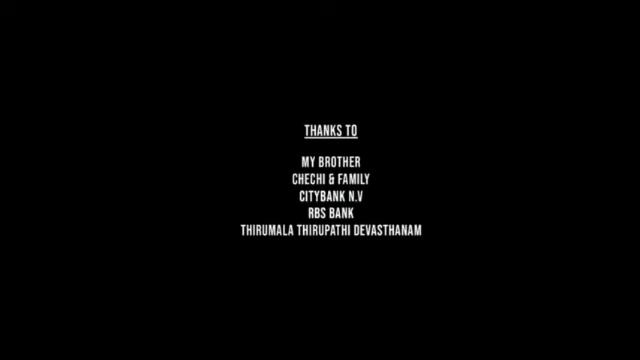 THANKS TO
MY BROTHER
CHECHI & FAMILY
CITYBANK N.V
RBS BANK
THIRUMALA THIRUPATHI DEVASTHANAM